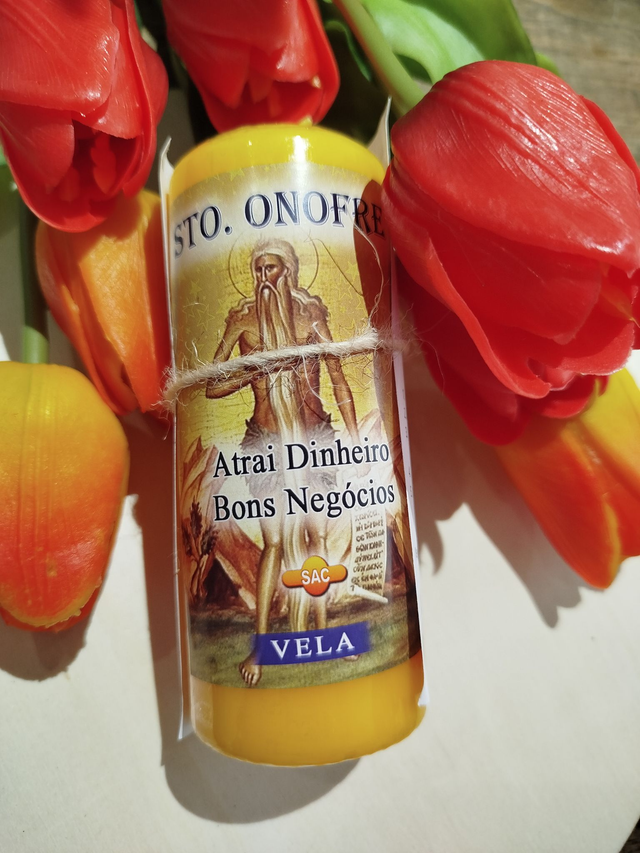 STO. ONOFRE
Atrai Dinheiro
Bons Negócios
SAC
VELA